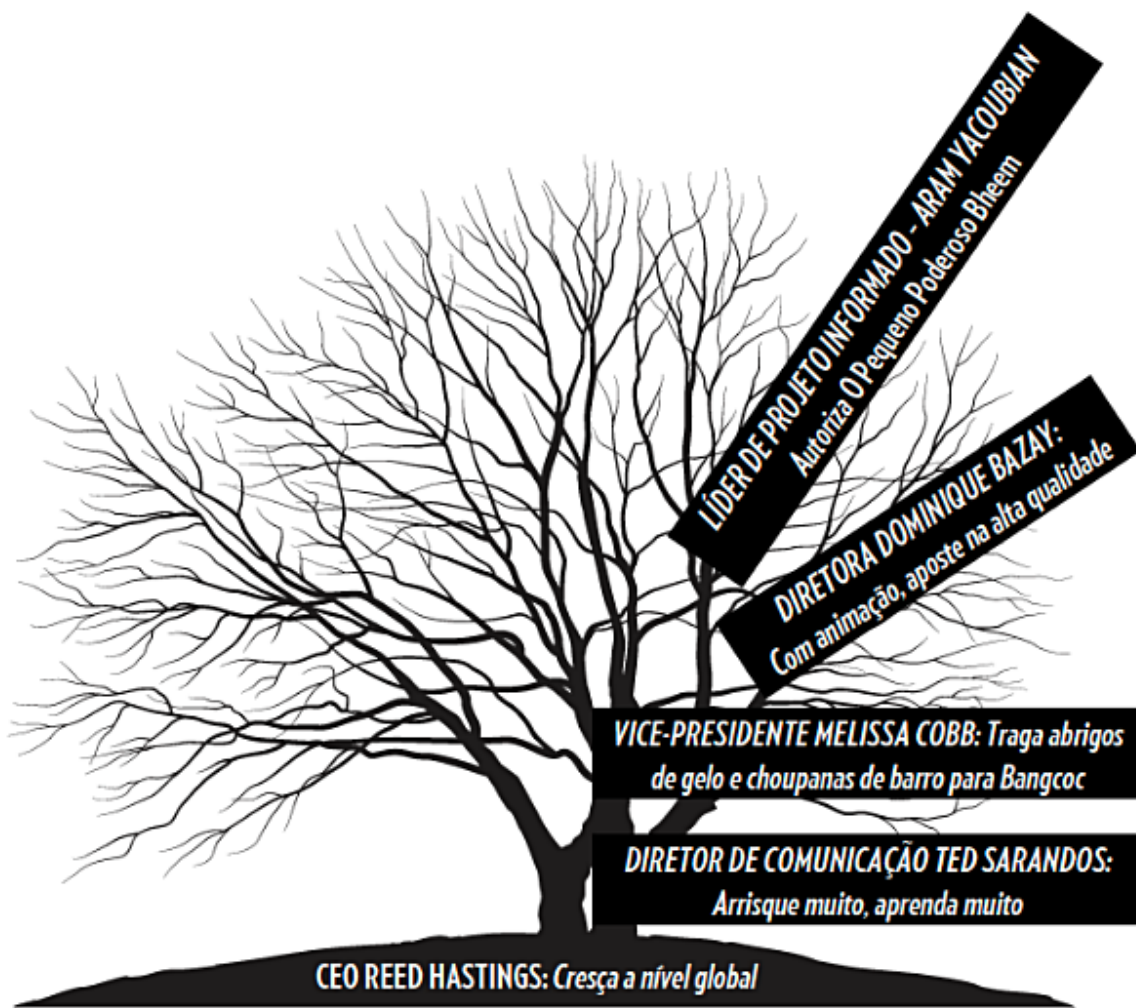 LÍDER DE PROJETO INFORMADO - ARAM YACOUBIAN
Autoriza O Pequeno Poderoso Bheem
DIRETORA DOMINIQUE BAZAY:
Com animação, aposte na alta qualidade
VICE-PRESIDENTE MELISSA COBB: Traga abrigos
de gelo e choupanas de barro para Bangcoc
DIRETOR DE COMUNICAÇÃO TED SARANDOS:
Arrisque muito, aprenda muito
CEO REED HASTINGS: Cresça a nível global